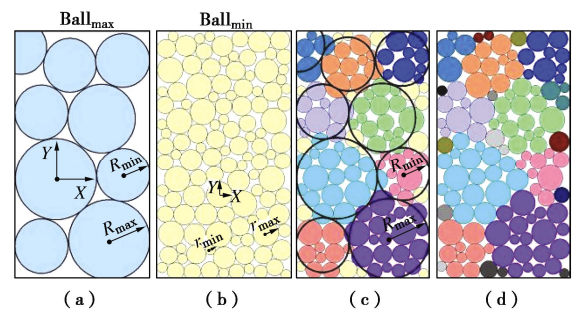 Ball_max Ball_min
Y
X
R_min
R_max
Y
X
r_max
r_min
R_min
R_max
(a) (b) (c) (d)